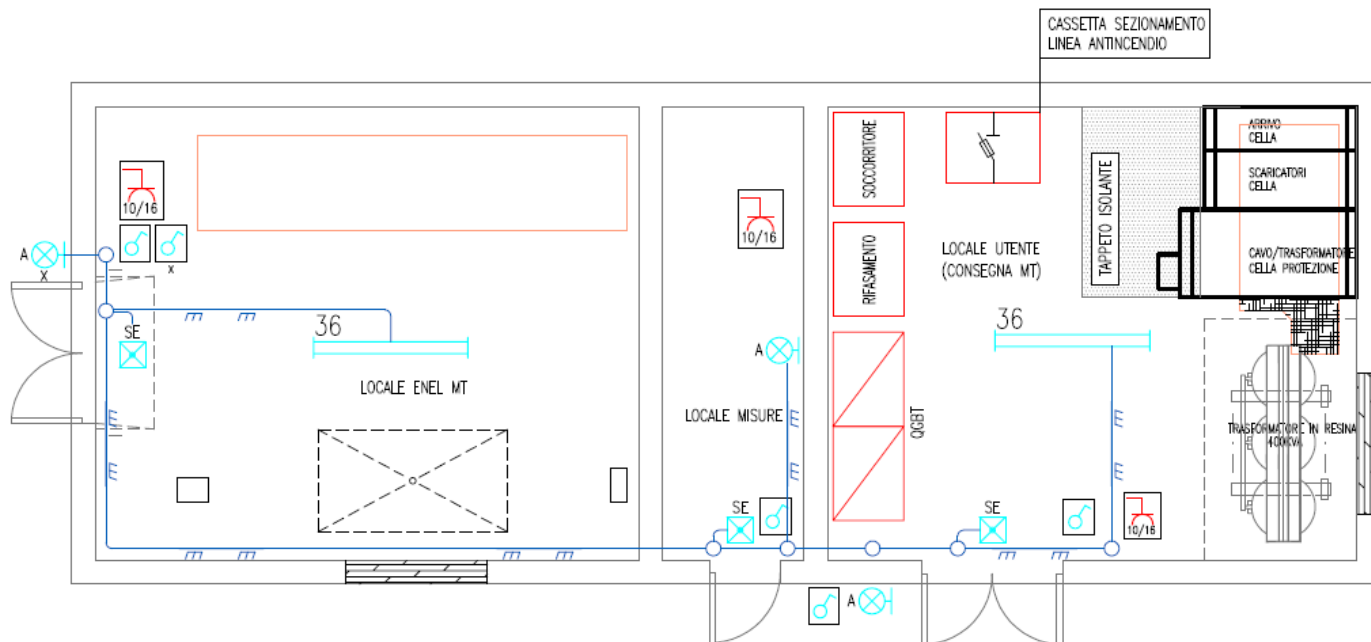 CASSETTA SEZIONAMENTO
LINEA ANTINCENDIO
SOCCORRITORE
TAPPETO ISOLANTE
ARRIVO
CELLA
SCARICATORI
CELLA
10/16
10/16
A
X
x
RIFASAMENTO
LOCALE UTENTE
(CONSEGNA MT)
CAVO/TRASFORMATORE
CELLA PROTEZIONE
SE
36
36
A
LOCALE ENEL MT
LOCALE MISURE
QGBT
TRASFORMATORE IN RESINA
400KVA
SE
SE
10/16
A